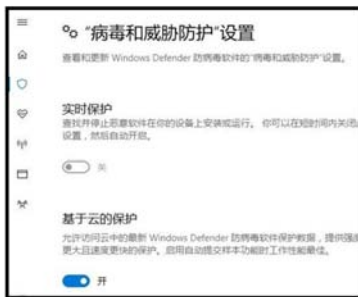 “病毒和威胁防护”设置
查看和更新 Windows Defender 防病毒软件的“病毒和威胁防护”设置。
实时保护
查找并停止恶意软件在你的设备上安装或运行。你可以在短时间内关闭
设置，然后自动开启。
关
基于云的保护
允许访问云中的最新 Windows Defender 防病毒软件保护数据，提供强
更大且速度更快的保护。启用自动提交样本功能时工作性能最佳。
开